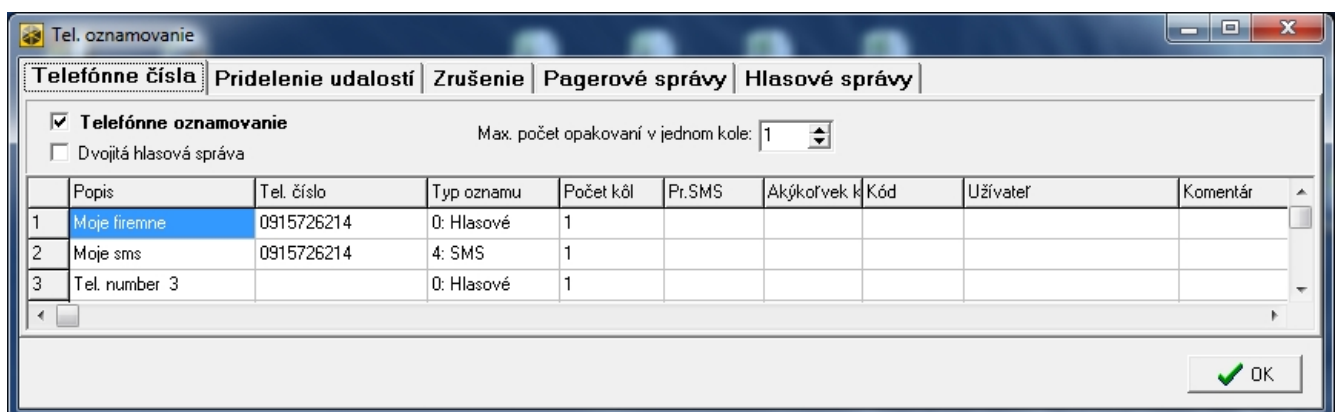 Tel. oznamovanie
Telefónne čísla Pridelenie udalostí Zrušenie Pagerové správy Hlasové správy
Telefónne oznamovanie
Max. počet opakovaní v jednom kole: 1
Dvojitá hlasová správa
Popis Tel. číslo Typ oznamu Počet kôl Pr.SMS Akýkoľvek k Kód Užívateľ Komentár
1 Moje firemne 0915726214 0: Hlasové 1
2 Moje sms 0915726214 4: SMS 1
3 Tel. number 3 0: Hlasové 1
OK